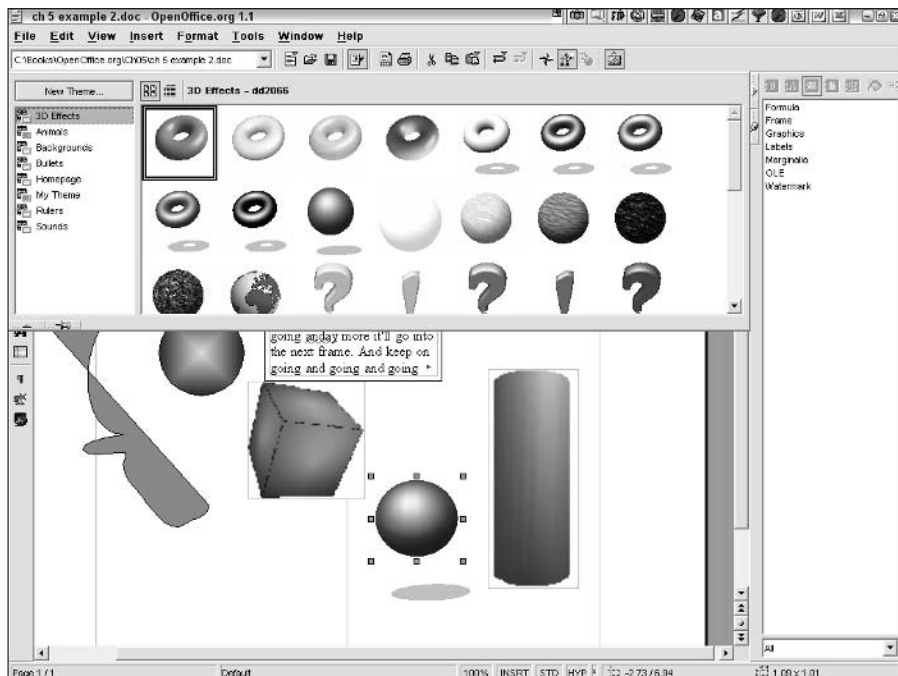 ch 5 example 2.doc - OpenOffice.org 1.1
File Edit View Insert Format Tools Window Help
C:\Books\OpenOffice.org\Ch05\ch 5 example 2.doc
New Theme...
3D Effects - dd2066
3D Effects
Animals
Backgrounds
Bullets
Homepage
My Theme
Rulers
Sounds
Formula
Frame
Graphics
Labels
Marginalia
OLE
Watermark
going anday more it'll go into
the next frame. And keep on
going and going and going
All
Page 1 / 1 Default 100% INSRT STD HYP -2.73 / 6.94 1.09 x 1.01